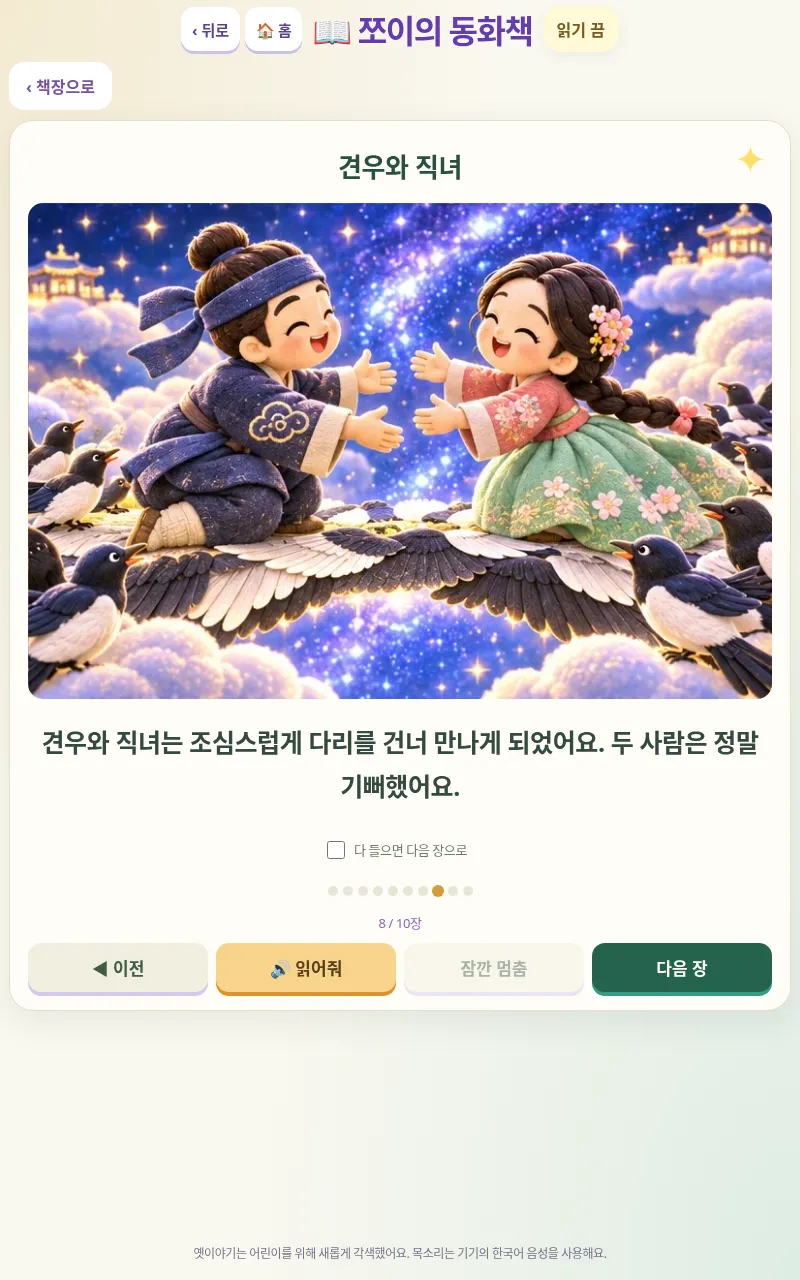 ‹ 뒤로
🏠 홈
📖 쪼이의 동화책
읽기 끝
‹ 책장으로
견우와 직녀
견우와 직녀는 조심스럽게 다리를 건너 만나게 되었어요. 두 사람은 정말
기뻐했어요.
다 들으면 다음 장으로
8 / 10장
◀ 이전
🔊 읽어줘
잠깐 멈춤
다음 장
옛이야기는 어린이를 위해 새롭게 각색했어요. 목소리는 기기의 한국어 음성을 사용해요.